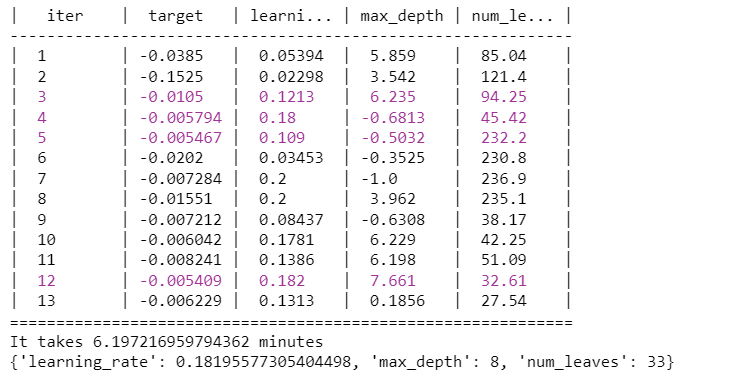 |   iter    |  target   | learni... | max_depth | num_le... |
-------------------------------------------------------------
|  1        | -0.0385   |  0.05394  |  5.859    |  85.04    |
|  2        | -0.1525   |  0.02298  |  3.542    |  121.4    |
|  3        | -0.0105   |  0.1213   |  6.235    |  94.25    |
|  4        | -0.005794 |  0.18     | -0.6813   |  45.42    |
|  5        | -0.005467 |  0.109    | -0.5032   |  232.2    |
|  6        | -0.0202   |  0.03453  | -0.3525   |  230.8    |
|  7        | -0.007284 |  0.2      | -1.0      |  236.9    |
|  8        | -0.01551  |  0.2      |  3.962    |  235.1    |
|  9        | -0.007212 |  0.08437  | -0.6308   |  38.17    |
|  10       | -0.006042 |  0.1781   |  6.229    |  42.25    |
|  11       | -0.008241 |  0.1386   |  6.198    |  51.09    |
|  12       | -0.005409 |  0.182    |  7.661    |  32.61    |
|  13       | -0.006229 |  0.1313   |  0.1856   |  27.54    |
=============================================================
It takes 6.197216959794362 minutes
{'learning_rate': 0.18195577305404498, 'max_depth': 8, 'num_leaves': 33}